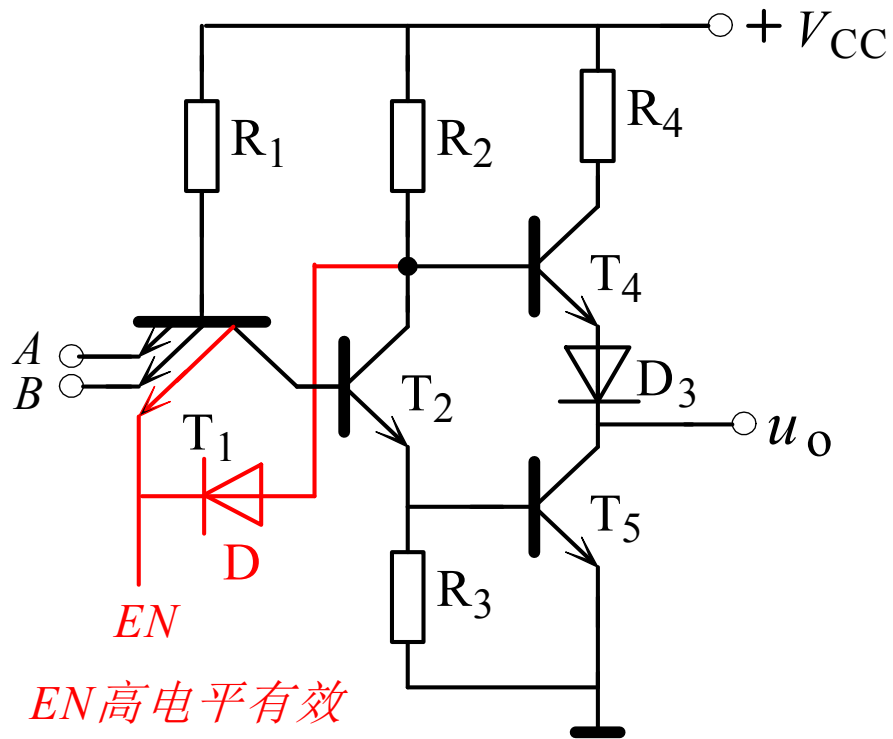 + VCC
R1
R2
R4
T4
A
B
T2
D3
uo
T1
T5
D
R3
EN
EN高电平有效